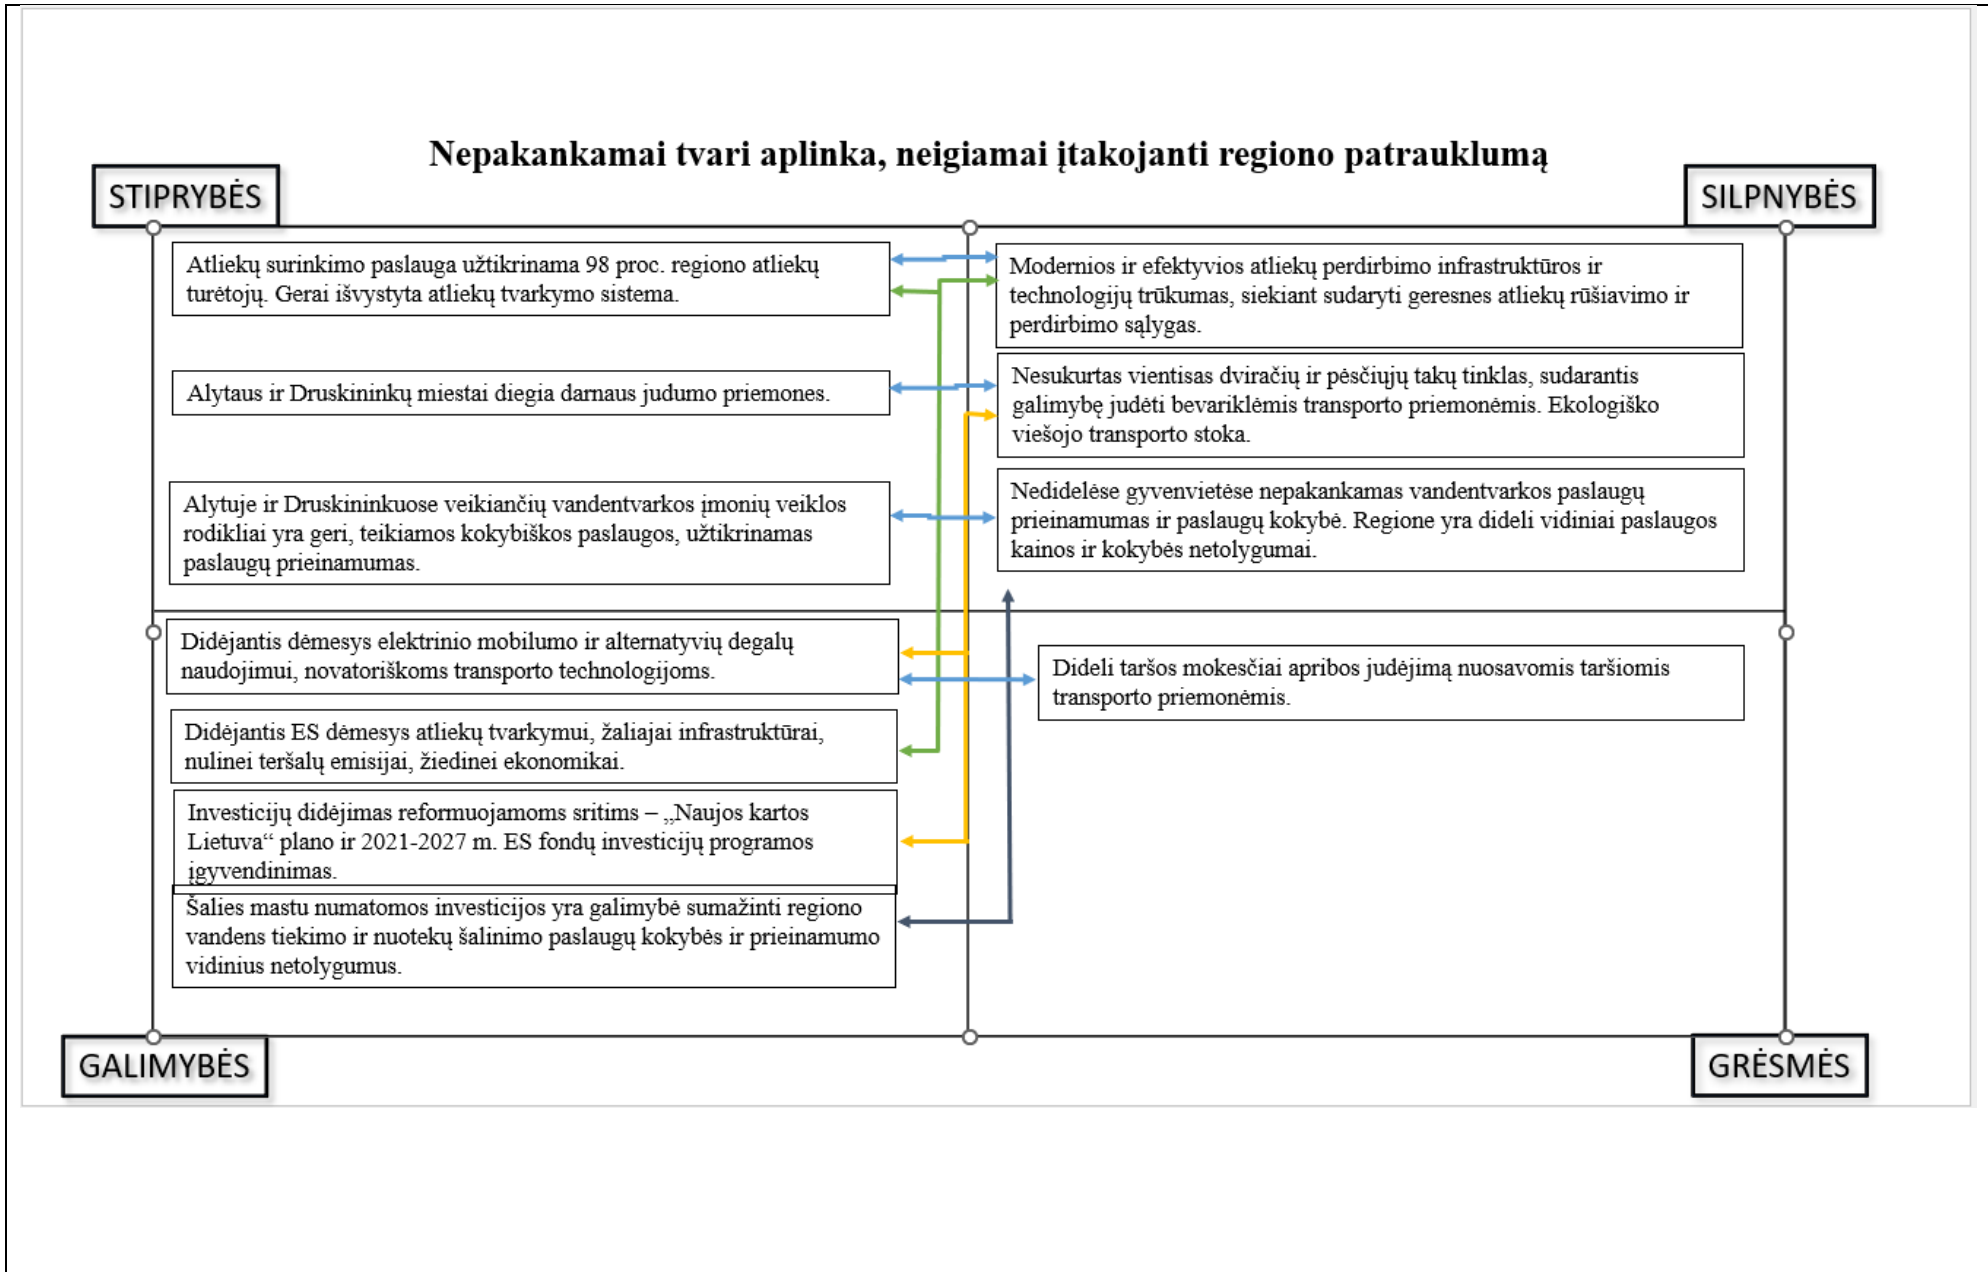 Nepakankamai tvari aplinka, neigiamai įtakojanti regiono patrauklumą
STIPRYBĖS
SILPNYBĖS
Atliekų surinkimo paslauga užtikrinama 98 proc. regiono atliekų
turėtojų. Gerai išvystyta atliekų tvarkymo sistema.
Modernios ir efektyvios atliekų perdirbimo infrastruktūros ir
technologijų trūkumas, siekiant sudaryti geresnes atliekų rūšiavimo ir
perdirbimo sąlygas.
Alytaus ir Druskininkų miestai diegia darnaus judumo priemones.
Nesukurtas vientisas dviračių ir pėsčiųjų takų tinklas, sudarantis
galimybę judėti bevariklėmis transporto priemonėmis. Ekologiško
viešojo transporto stoka.
Alytuje ir Druskininkuose veikiančių vandentvarkos įmonių veiklos
rodikliai yra geri, teikiamos kokybiškos paslaugos, užtikrinamas
paslaugų prieinamumas.
Nedidelėse gyvenvietėse nepakankamas vandentvarkos paslaugų
prieinamumas ir paslaugų kokybė. Regione yra dideli vidiniai paslaugos
kainos ir kokybės netolygumai.
Didėjantis dėmesys elektrinio mobilumo ir alternatyvių degalų
naudojimui, novatoriškoms transporto technologijoms.
Dideli taršos mokesčiai apribos judėjimą nuosavomis taršiomis
transporto priemonėmis.
Didėjantis ES dėmesys atliekų tvarkymui, žaliajai infrastruktūrai,
nulinei teršalų emisijai, žiedinei ekonomikai.
Investicijų didėjimas reformuojamoms sritims – „Naujos kartos
Lietuva“ plano ir 2021-2027 m. ES fondų investicijų programos
įgyvendinimas.
Šalies mastu numatomos investicijos yra galimybė sumažinti regiono
vandens tiekimo ir nuotekų šalinimo paslaugų kokybės ir prieinamumo
vidinius netolygumus.
GALIMYBĖS
GRĖSMĖS